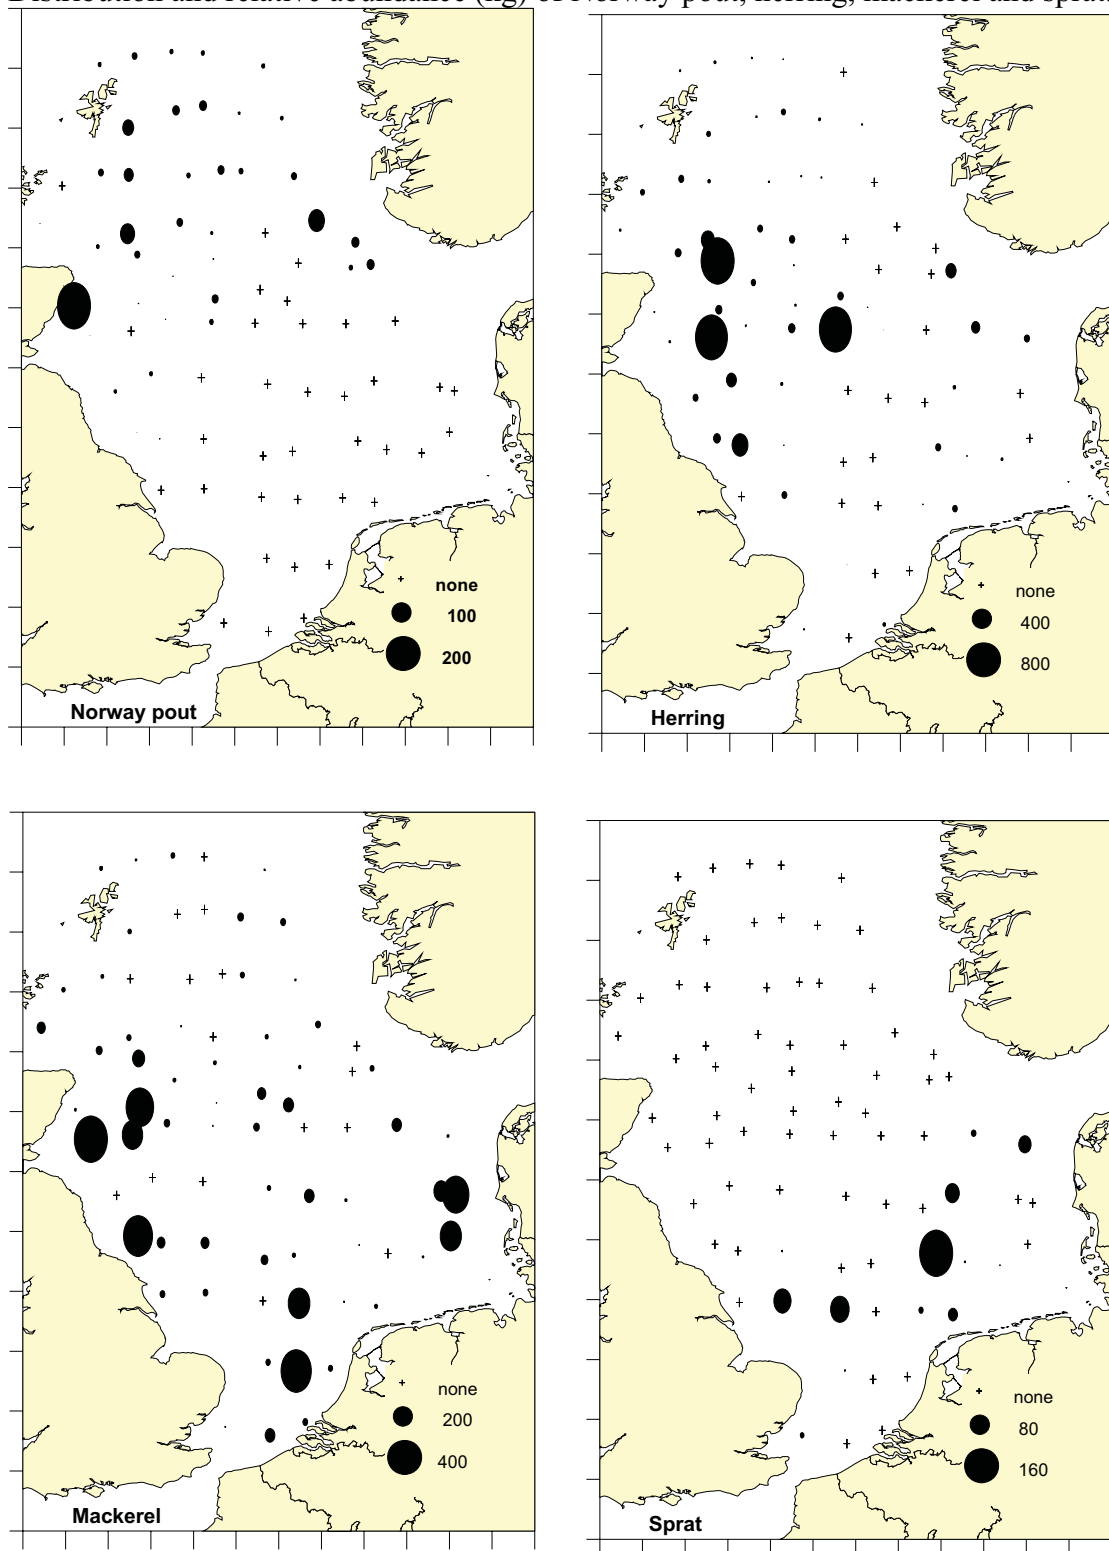 Distribution and relative abundance (kg) of Norway pout, herring, mackerel and sprat
none
100
200
Norway pout
none
400
800
Herring
none
200
400
Mackerel
none
80
160
Sprat